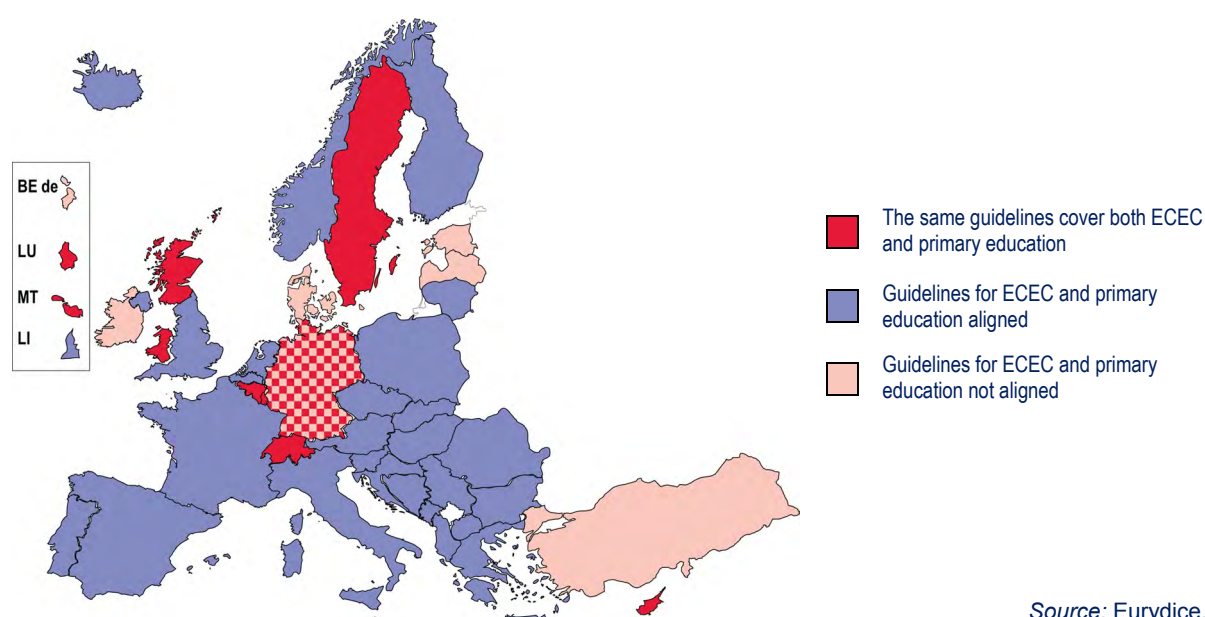 BE de
LU
MT
LI
The same guidelines cover both ECEC
and primary education
Guidelines for ECEC and primary
education aligned
Guidelines for ECEC and primary
education not aligned
Source: Eurydice.